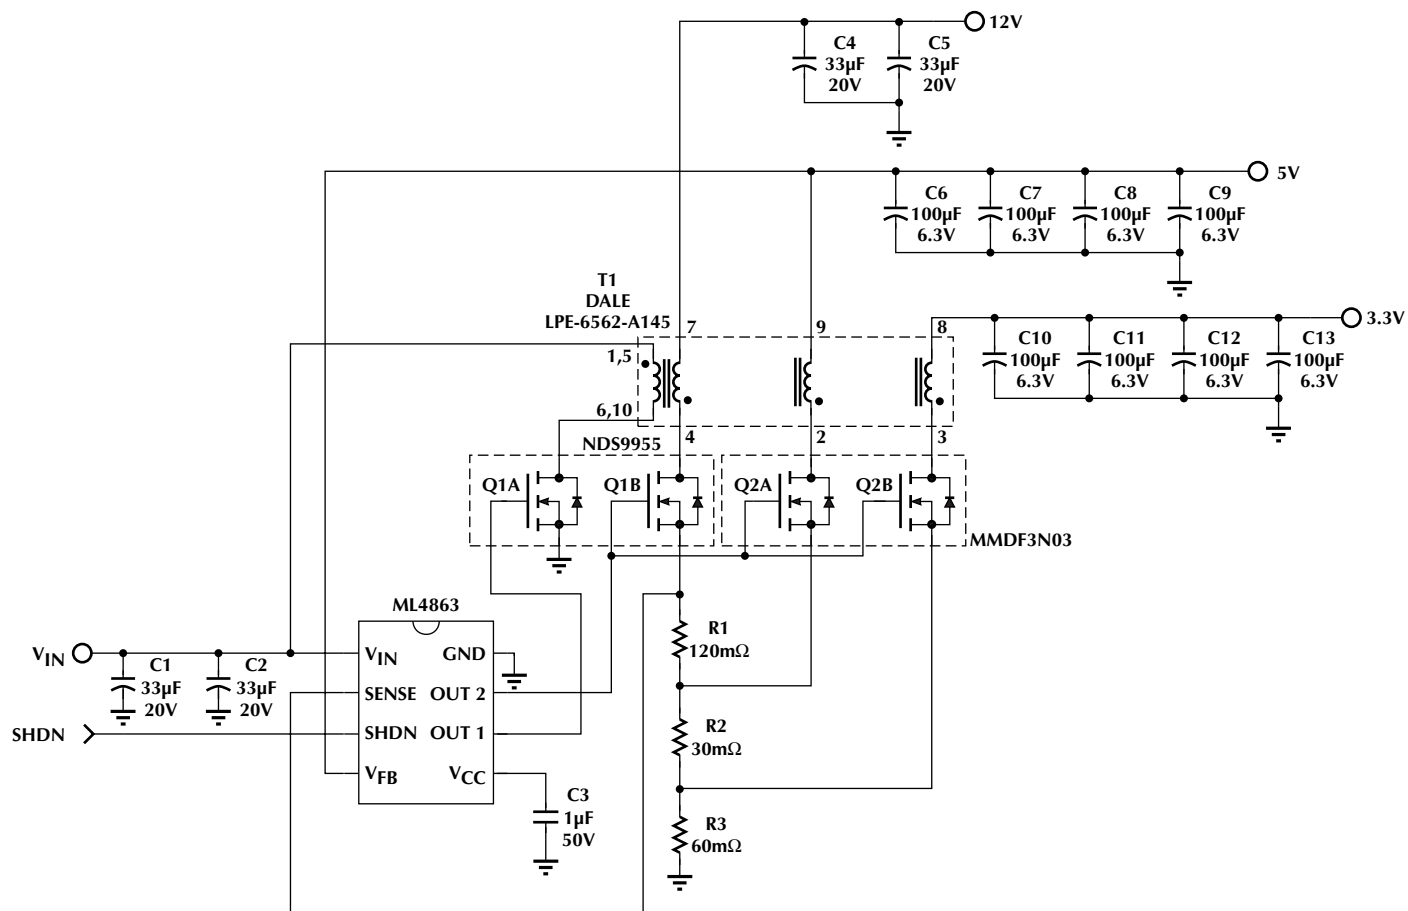 12V
C4
33µF
20V
C5
33µF
20V
5V
C6
100µF
6.3V
C7
100µF
6.3V
C8
100µF
6.3V
C9
100µF
6.3V
T1
DALE
LPE-6562-A145
7
9
8
3.3V
1,5
C10
100µF
6.3V
C11
100µF
6.3V
C12
100µF
6.3V
C13
100µF
6.3V
6,10
4
2
3
NDS9955
Q1A
Q1B
Q2A
Q2B
MMDF3N03
ML4863
VIN
C1
33µF
20V
C2
33µF
20V
SHDN
VIN
GND
SENSE
OUT 2
SHDN
OUT 1
VFB
VCC
C3
1µF
50V
R1
120mΩ
R2
30mΩ
R3
60mΩ